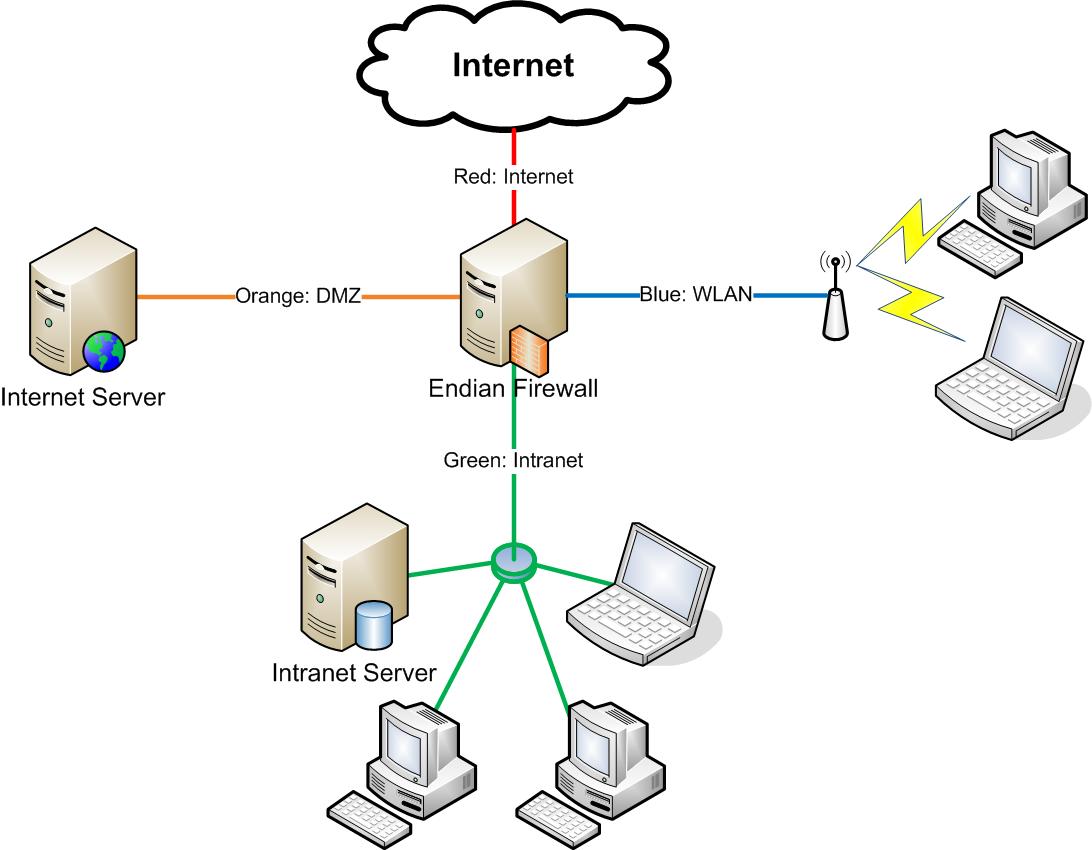 Internet
Red: Internet
Orange: DMZ
Blue: WLAN
Internet Server
Endian Firewall
Green: Intranet
Intranet Server